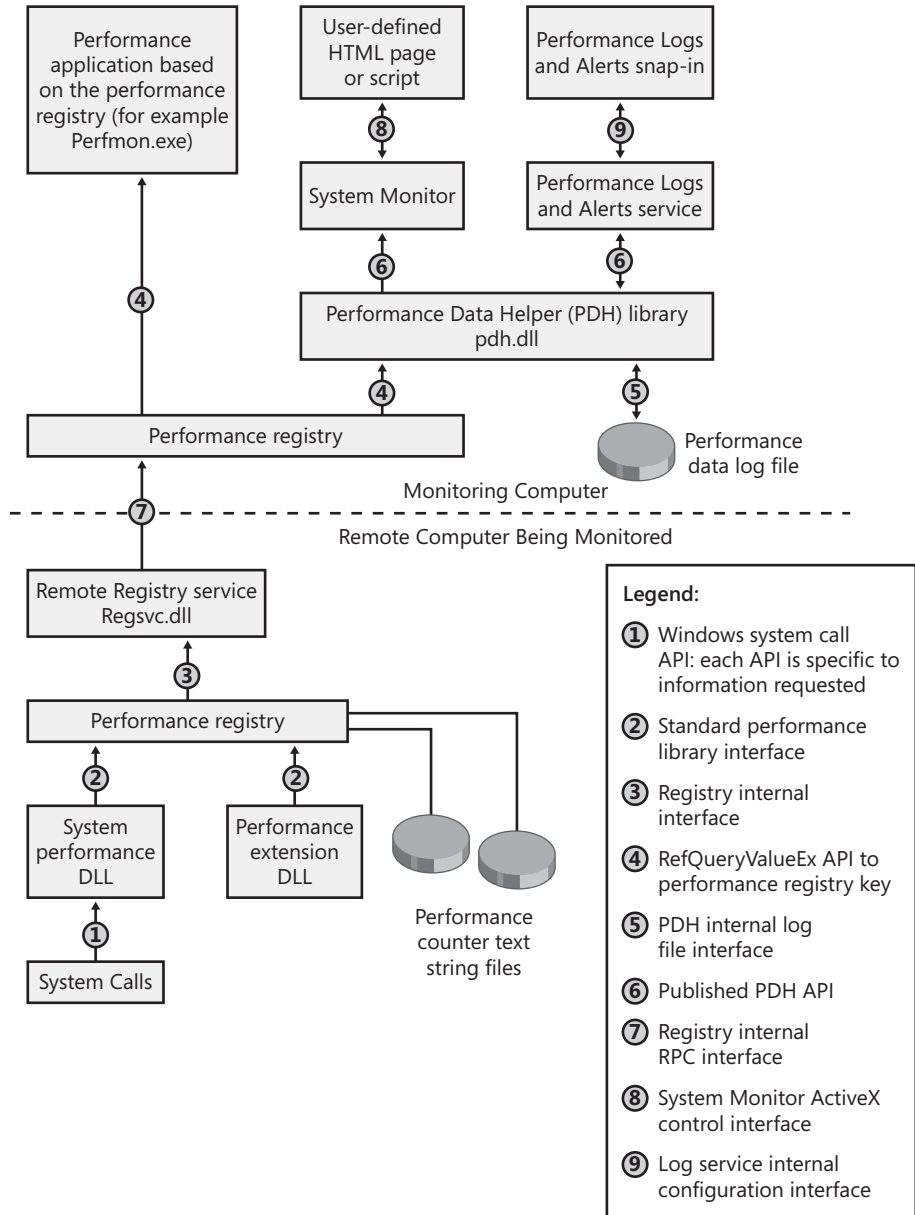 Performance
application based
on the performance
registry (for example
Perfmon.exe)
User-defined
HTML page
or script
Performance Logs
and Alerts snap-in
8
9
System Monitor
Performance Logs
and Alerts service
6
6
4
Performance Data Helper (PDH) library
pdh.dll
4
5
Performance registry
Performance
data log file
Monitoring Computer
7
Remote Computer Being Monitored
Remote Registry service
Regsvc.dll
3
Performance registry
2
2
System
performance
DLL
Performance
extension
DLL
Performance
counter text
string files
1
System Calls
Legend:
1 Windows system call
API: each API is specific to
information requested
2 Standard performance
library interface
3 Registry internal
interface
4 RefQueryValueEx API to
performance registry key
5 PDH internal log
file interface
6 Published PDH API
7 Registry internal
RPC interface
8 System Monitor ActiveX
control interface
9 Log service internal
configuration interface